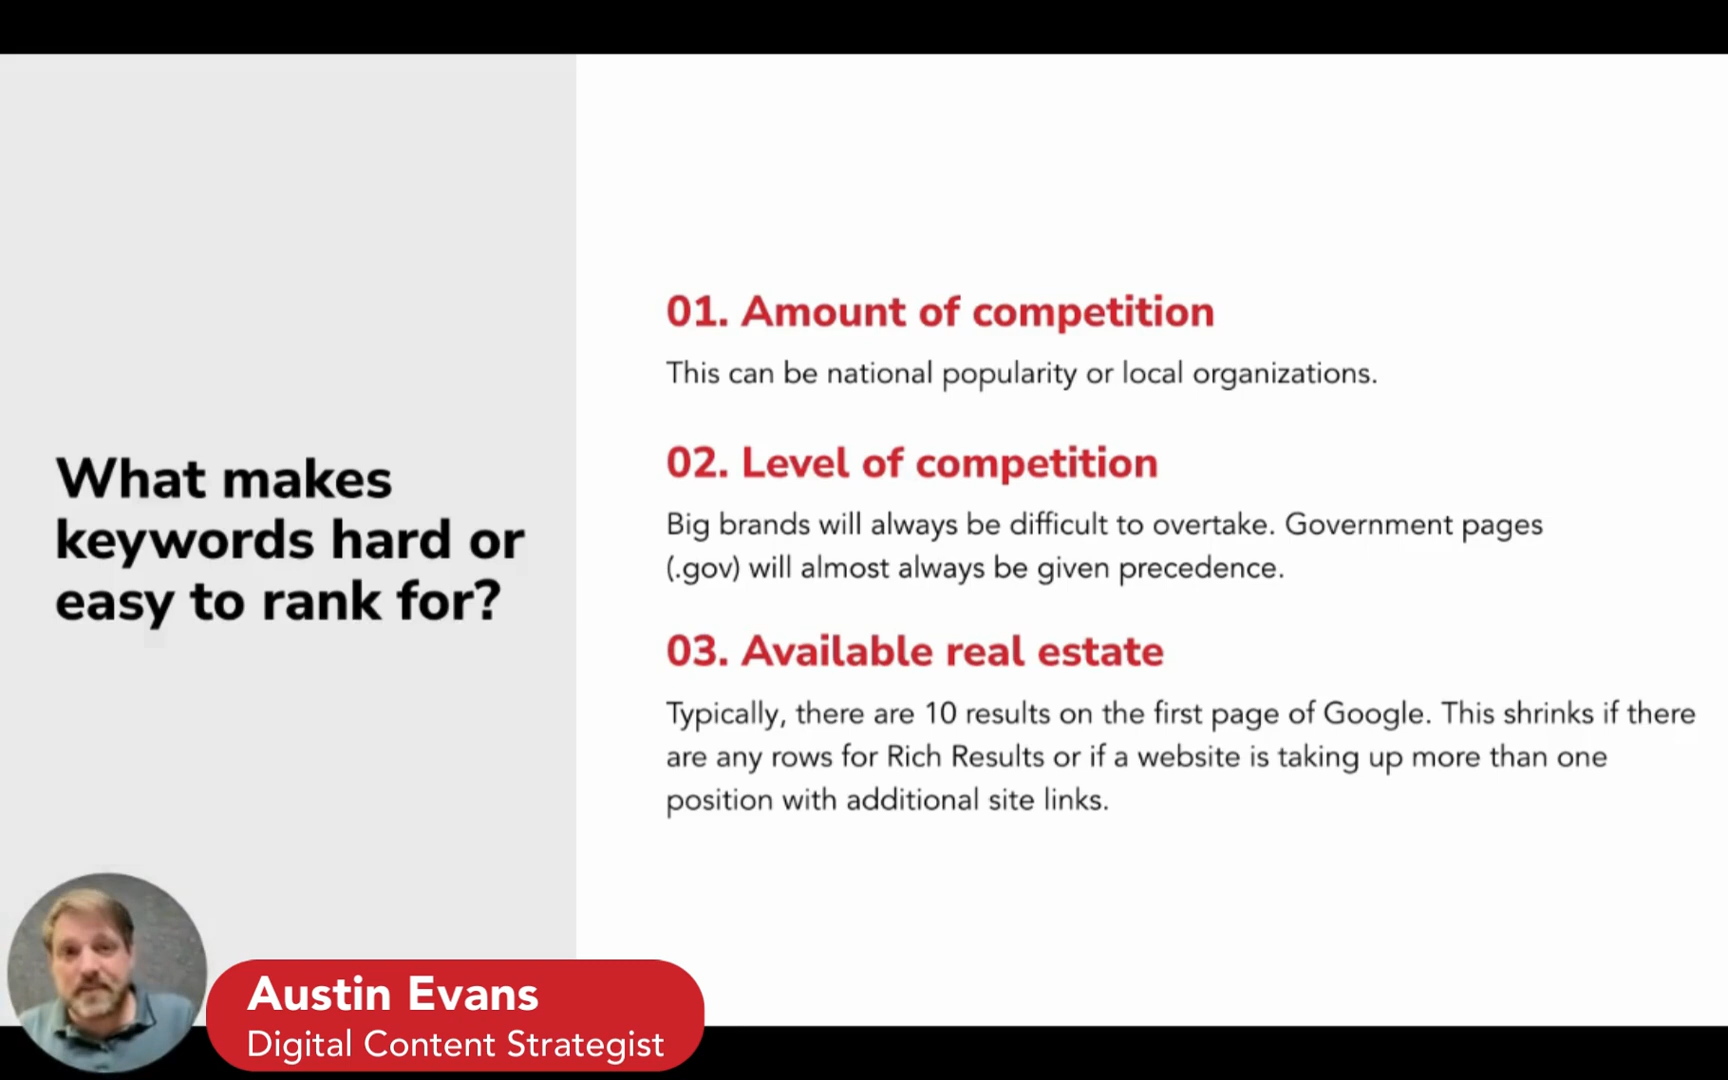 What makes
keywords hard or
easy to rank for?
01. Amount of competition
This can be national popularity or local organizations.
02. Level of competition
Big brands will always be difficult to overtake. Government pages
(.gov) will almost always be given precedence.
03. Available real estate
Typically, there are 10 results on the first page of Google. This shrinks if there
are any rows for Rich Results or if a website is taking up more than one
position with additional site links.
Austin Evans
Digital Content Strategist